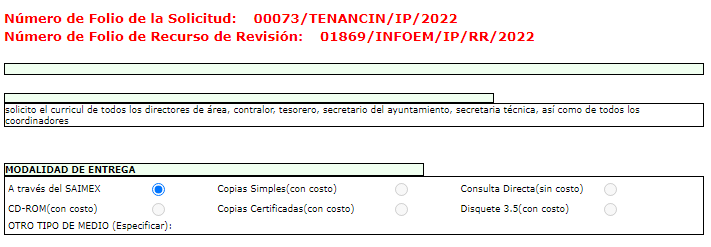 Número de Folio de la Solicitud: 00073/TENANCIN/IP/2022
Número de Folio de Recurso de Revisión: 01869/INFOEM/IP/RR/2022
solicito el curricul de todos los directores de área, contralor, tesorero, secretario del ayuntamiento, secretaria técnica, así como de todos los
coordinadores
MODALIDAD DE ENTREGA
A través del SAIMEX Copias Simples(con costo) Consulta Directa(sin costo)
CD-ROM(con costo) Copias Certificadas(con costo) Disquete 3.5(con costo)
OTRO TIPO DE MEDIO (Especificar):